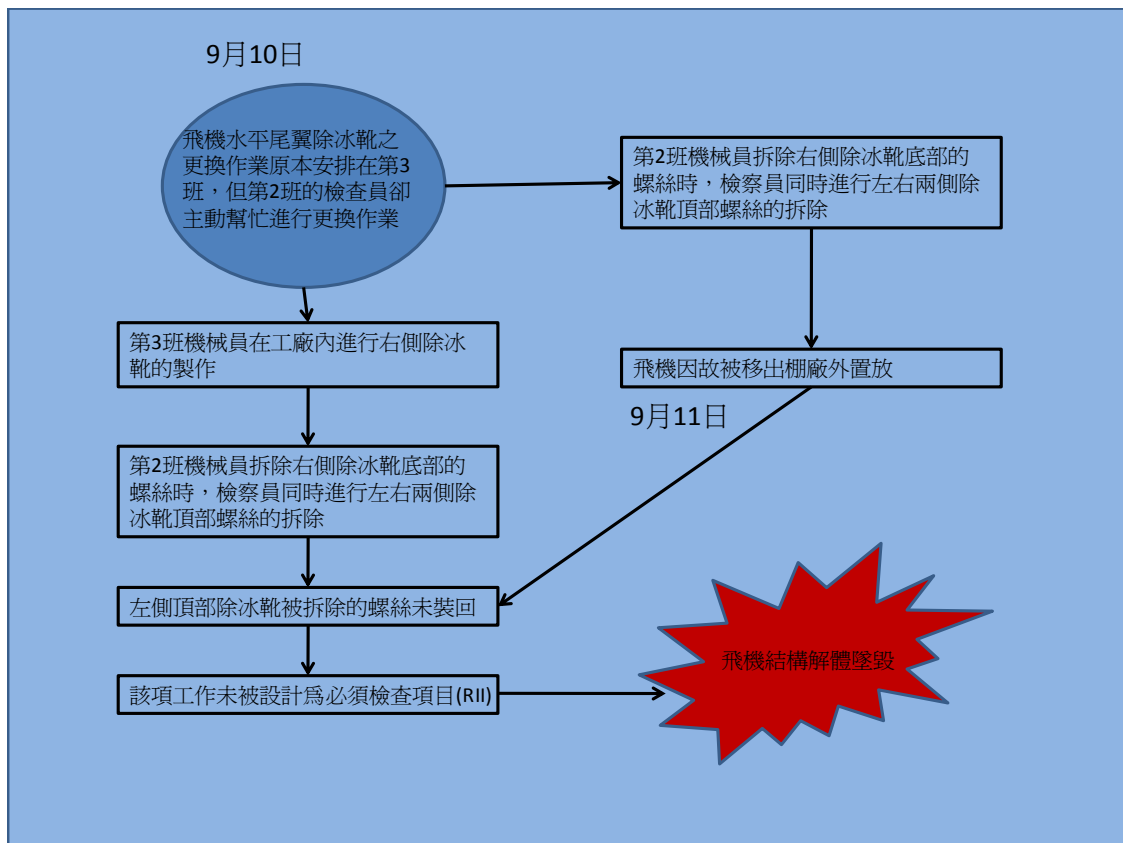 9月10日
飛機水平尾翼除冰靴之
更換作業原本安排在第3
班，但第2班的檢查員卻
主動幫忙進行更換作業
第2班機械員拆除右側除冰靴底部的
螺絲時，檢察員同時進行左右兩側除
冰靴頂部螺絲的拆除
第3班機械員在工廠內進行右側除冰
靴的製作
飛機因故被移出棚廠外置放
9月11日
第2班機械員拆除右側除冰靴底部的
螺絲時，檢察員同時進行左右兩側除
冰靴頂部螺絲的拆除
左側頂部除冰靴被拆除的螺絲未裝回
飛機結構解體墜毀
該項工作未被設計為必須檢查項目(RII)